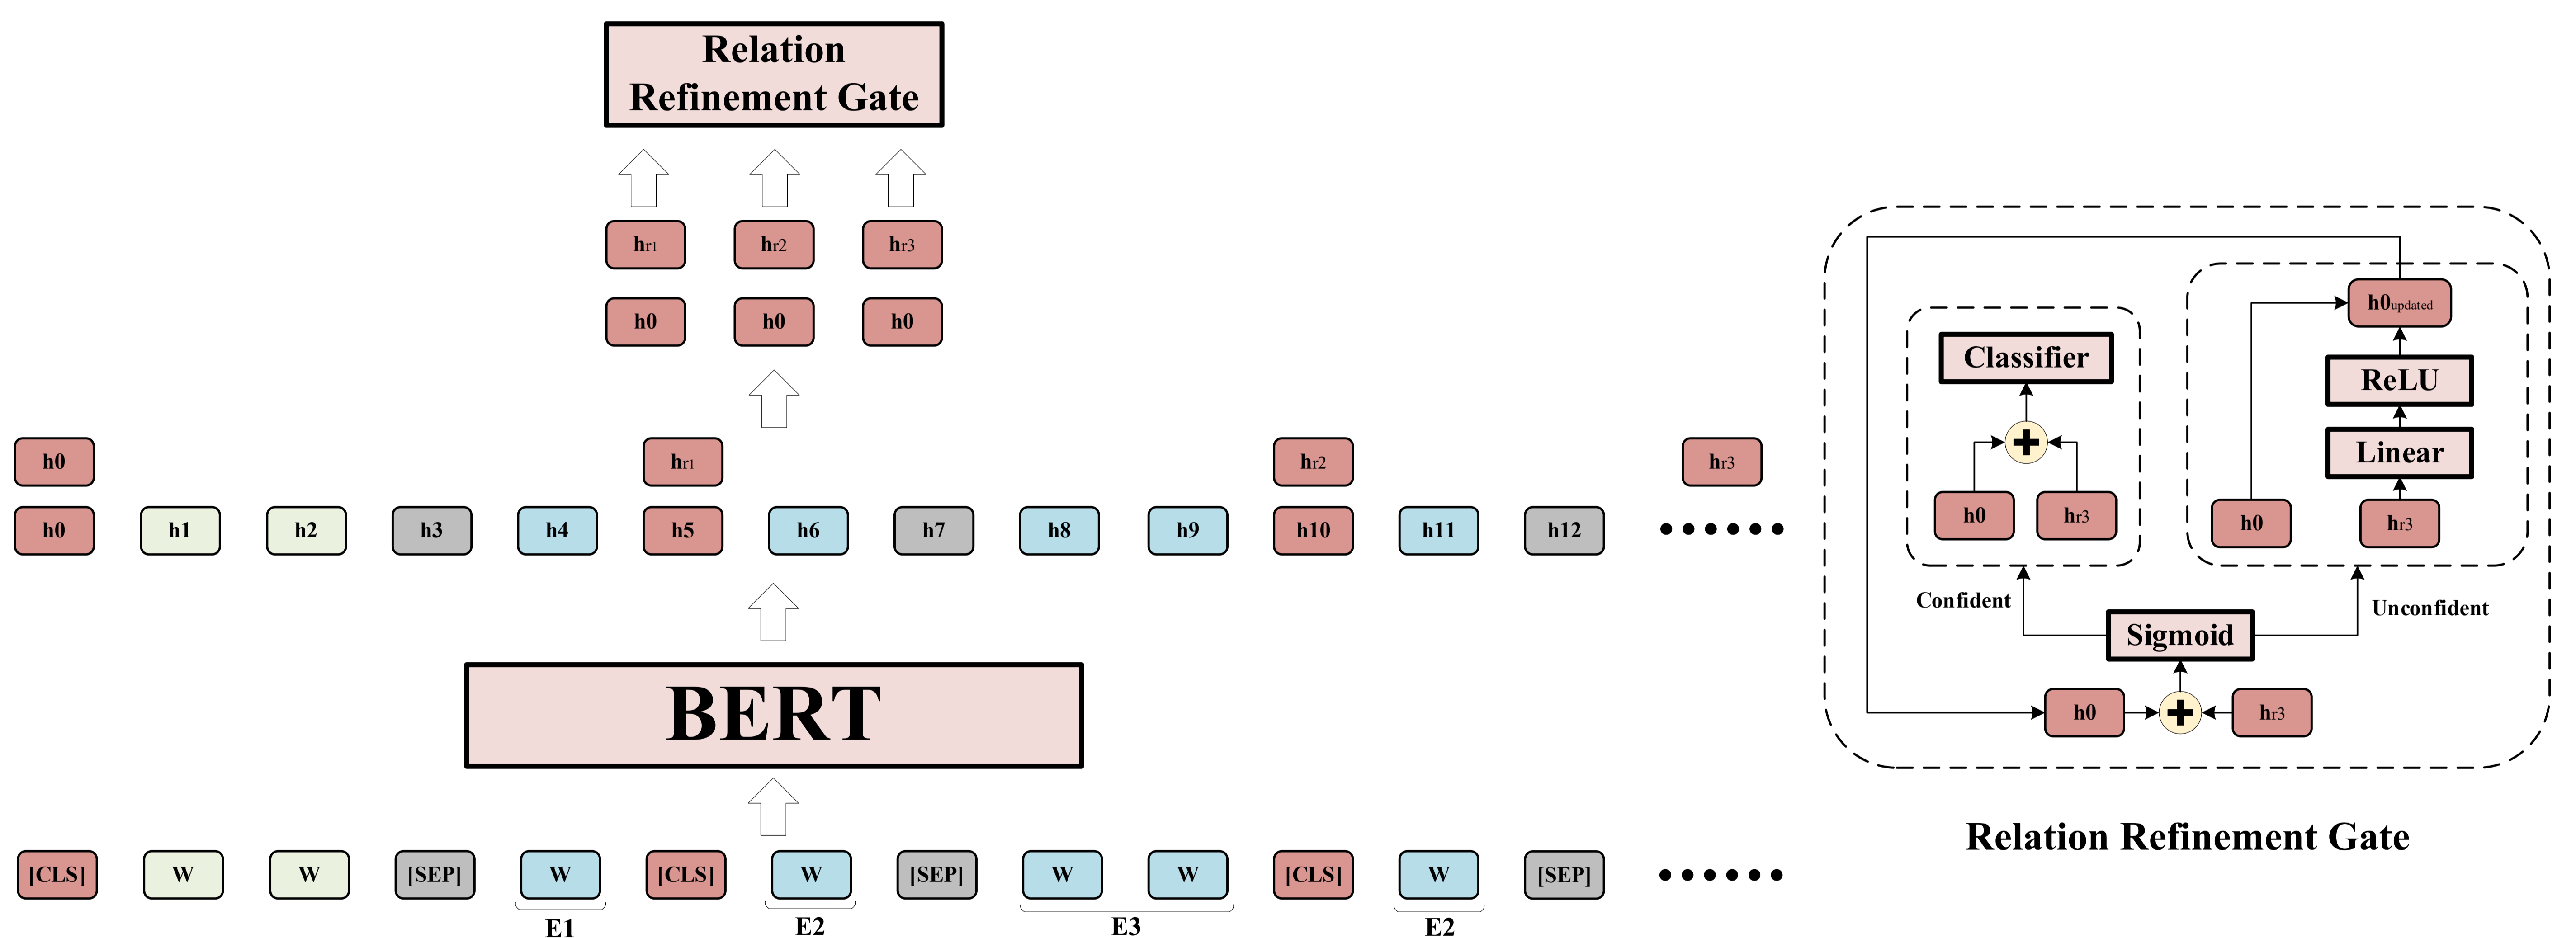 Relation
Refinement Gate
hr1 hr2 hr3
h0 h0 h0
h0 hr1 hr2 hr3
h0 h1 h2 h3 h4 h5 h6 h7 h8 h9 h10 h11 h12 ......
BERT
[CLS] W W [SEP] W [CLS] W [SEP] W W [CLS] W [SEP] ......
E1 E2 E3 E2
h0updated
Classifier
ReLU
Linear
h0 hr3
h0 hr3
Confident
Unconfident
Sigmoid
h0 hr3
Relation Refinement Gate